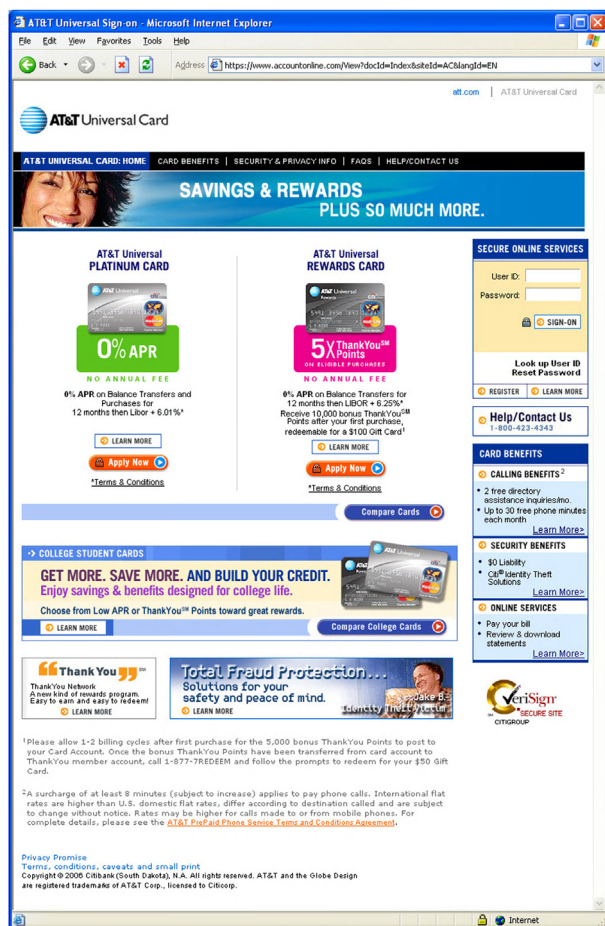 AT&T Universal Sign-on - Microsoft Internet Explorer
File Edit View Favorites Tools Help
Back
Address https://www.accountonline.com/View?docId=Index&siteId=AC&langId=EN
att.com | AT&T Universal Card
AT&T Universal Card
AT&T UNIVERSAL CARD: HOME CARD BENEFITS | SECURITY & PRIVACY INFO | FAQS | HELP/CONTACT US
SAVINGS & REWARDS
PLUS SO MUCH MORE.
AT&T Universal
PLATINUM CARD
0% APR
NO ANNUAL FEE
0% APR on Balance Transfers and
Purchases for
12 months then Libor + 6.01%*
LEARN MORE
Apply Now
*Terms & Conditions
AT&T Universal
REWARDS CARD
5X ThankYou℠
Points
ON ELIGIBLE PURCHASES
NO ANNUAL FEE
0% APR on Balance Transfers for
12 months then LIBOR + 6.25%*
Receive 10,000 bonus ThankYou℠
Points after your first purchase,
redeemable for a $100 Gift Card¹
LEARN MORE
Apply Now
*Terms & Conditions
Compare Cards
SECURE ONLINE SERVICES
User ID:
Password:
SIGN-ON
Look up User ID
Reset Password
REGISTER LEARN MORE
Help/Contact Us
1-800-423-4343
CARD BENEFITS
CALLING BENEFITS²
• 2 free directory
assistance inquiries/mo.
• Up to 30 free phone minutes
each month
Learn More>
SECURITY BENEFITS
• $0 Liability
• Citi® Identity Theft
Solutions
Learn More>
ONLINE SERVICES
• Pay your bill
• Review & download
statements
Learn More>
VeriSign
SECURE SITE
CITIGROUP
COLLEGE STUDENT CARDS
GET MORE. SAVE MORE. AND BUILD YOUR CREDIT.
Enjoy savings & benefits designed for college life.
Choose from Low APR or ThankYou℠ Points toward great rewards.
LEARN MORE
Compare College Cards
Thank You℠
ThankYou Network
A new kind of rewards program.
Easy to earn and easy to redeem!
LEARN MORE
Total Fraud Protection...
Solutions for your
safety and peace of mind.
LEARN MORE
Jake B.
Identity Theft Victim
¹Please allow 1-2 billing cycles after first purchase for the 5,000 bonus ThankYou Points to post to
your Card Account. Once the bonus ThankYou Points have been transferred from card account to
ThankYou member account, call 1-877-7REDEEM and follow the prompts to redeem for your $50 Gift
Card.
²A surcharge of at least 8 minutes (subject to increase) applies to pay phone calls. International flat
rates are higher than U.S. domestic flat rates, differ according to destination called and are subject
to change without notice. Rates may be higher for calls made to or from mobile phones. For
complete details, please see the AT&T PrePaid Phone Service Terms and Conditions Agreement.
Privacy Promise
Terms, conditions, caveats and small print
Copyright © 2006 Citibank (South Dakota), N.A. All rights reserved. AT&T and the Globe Design
are registered trademarks of AT&T Corp., licensed to Citicorp.
Internet